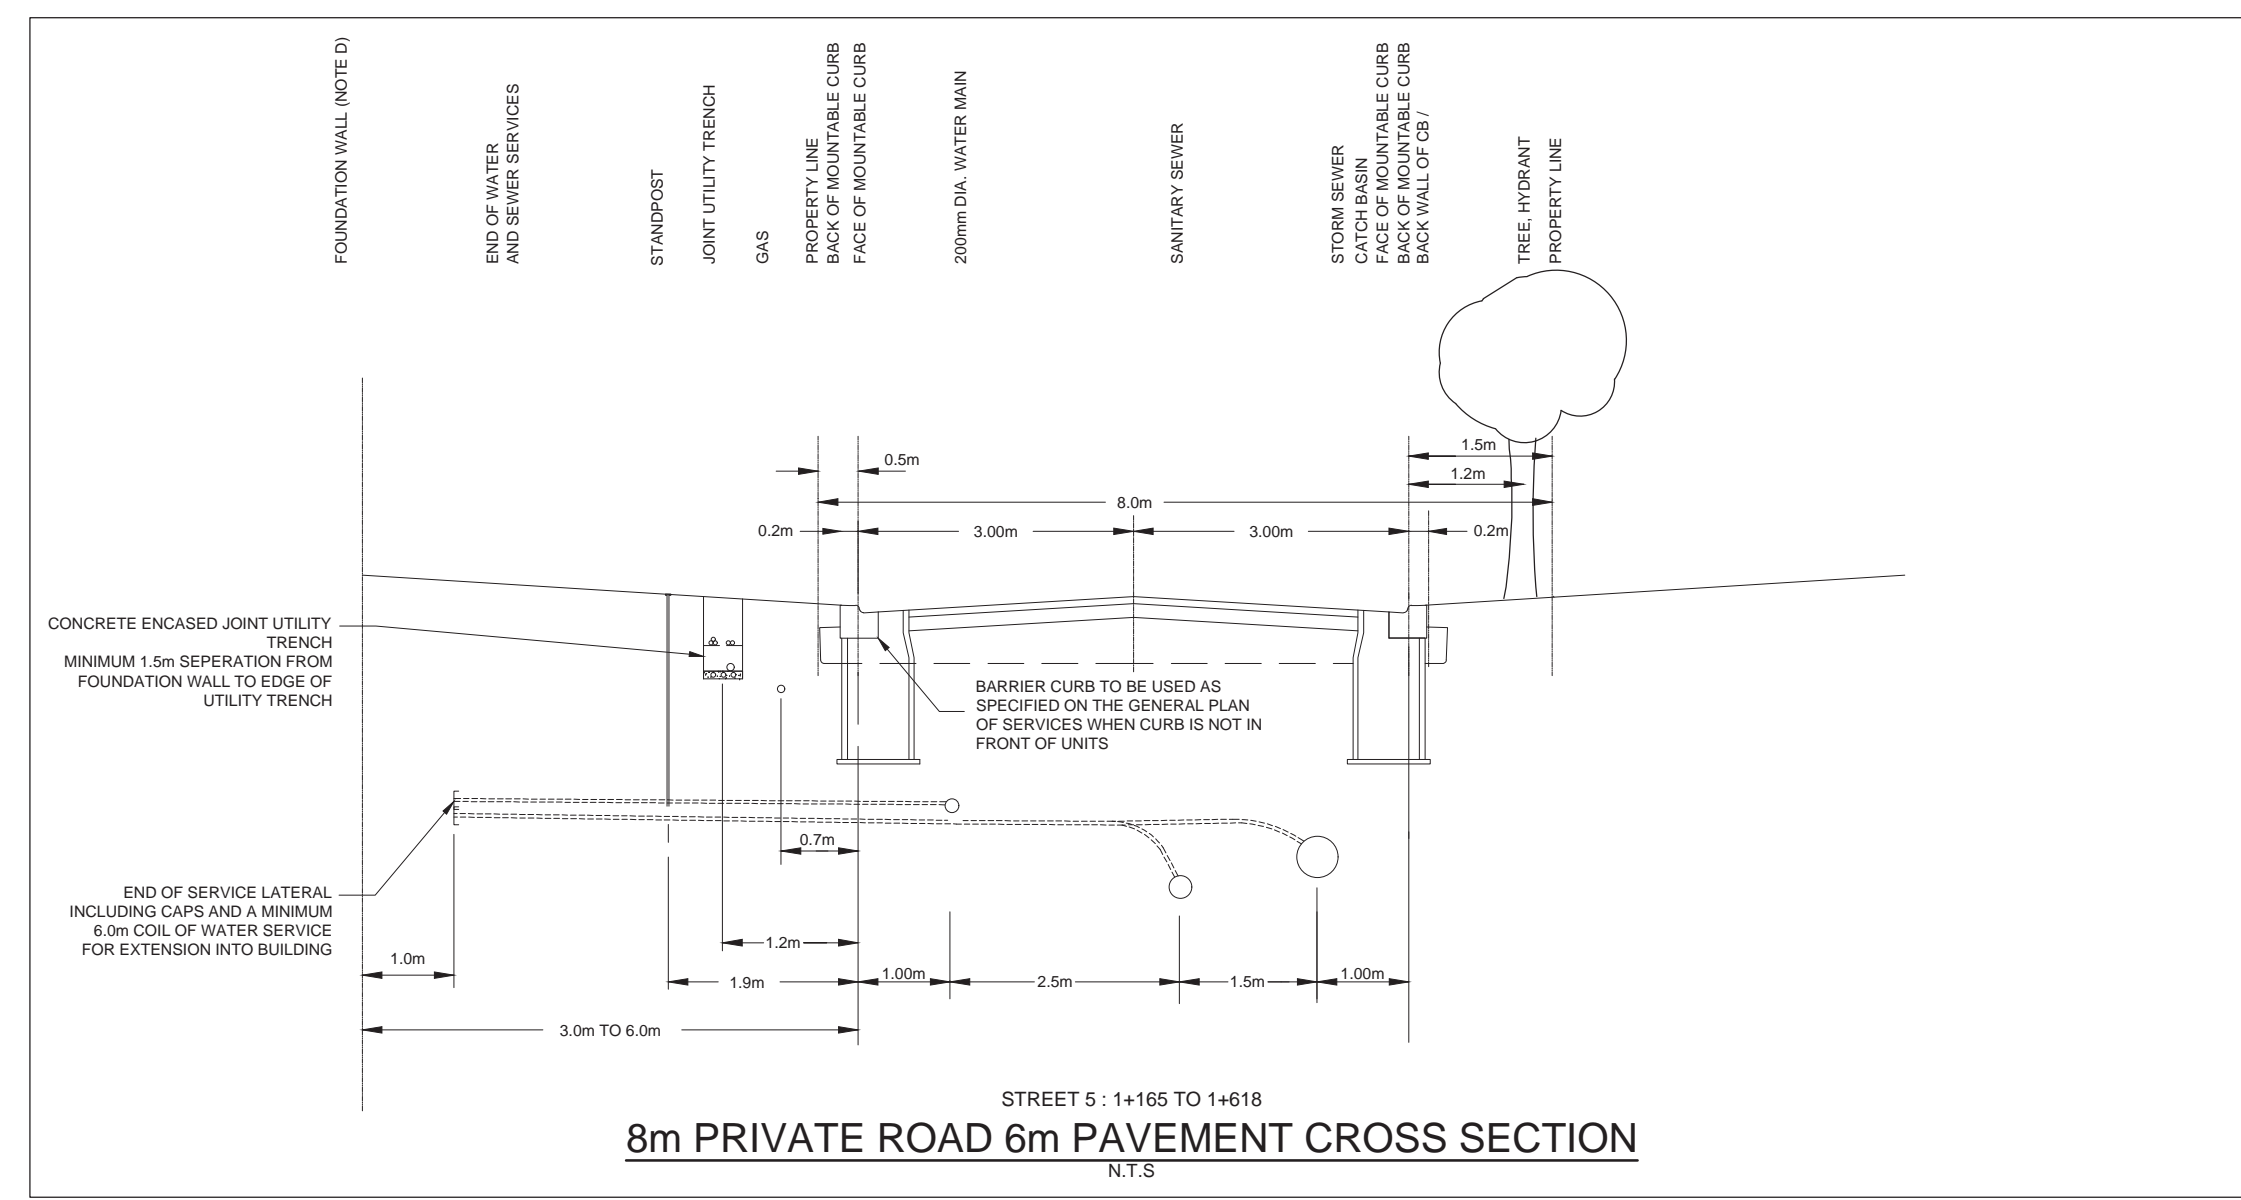 FOUNDATION WALL (NOTE D)
END OF WATER
AND SEWER SERVICES
STANDPOST
JOINT UTILITY TRENCH
GAS
PROPERTY LINE
BACK OF MOUNTABLE CURB
FACE OF MOUNTABLE CURB
200mm DIA. WATER MAIN
SANITARY SEWER
STORM SEWER
CATCH BASIN
FACE OF MOUNTABLE CURB
BACK OF MOUNTABLE CURB
BACK WALL OF CB /
TREE, HYDRANT
PROPERTY LINE
0.5m
1.5m
1.2m
8.0m
0.2m
3.00m
3.00m
0.2m
CONCRETE ENCASED JOINT UTILITY
TRENCH
MINIMUM 1.5m SEPERATION FROM
FOUNDATION WALL TO EDGE OF
UTILITY TRENCH
BARRIER CURB TO BE USED AS
SPECIFIED ON THE GENERAL PLAN
OF SERVICES WHEN CURB IS NOT IN
FRONT OF UNITS
0.7m
END OF SERVICE LATERAL
INCLUDING CAPS AND A MINIMUM
6.0m COIL OF WATER SERVICE
FOR EXTENSION INTO BUILDING
1.2m
1.0m
1.9m
1.00m
2.5m
1.5m
1.00m
3.0m TO 6.0m
STREET 5 : 1+165 TO 1+618
8m PRIVATE ROAD 6m PAVEMENT CROSS SECTION
N.T.S